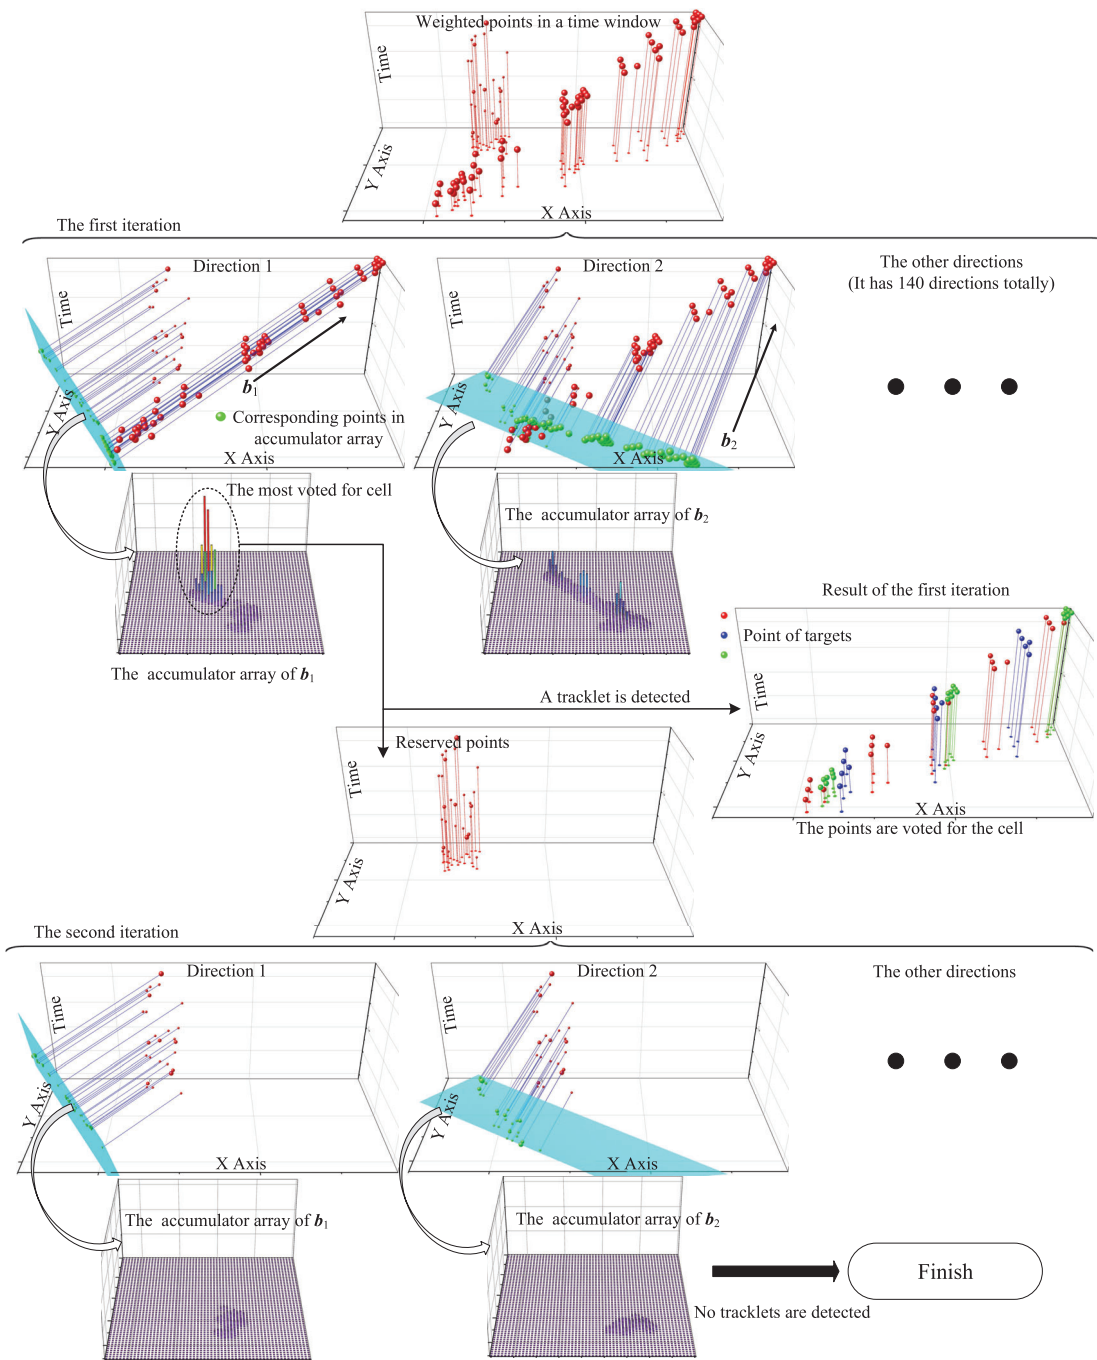 Weighted points in a time window
Time
Y Axis
X Axis
The first iteration
Direction 1
Time
Y Axis
X Axis
b1
Corresponding points in
accumulator array
Direction 2
Time
Y Axis
X Axis
b2
The other directions
(It has 140 directions totally)
The most voted for cell
The accumulator array of b1
The accumulator array of b2
Result of the first iteration
Point of targets
Time
Y Axis
X Axis
The points are voted for the cell
A tracklet is detected
Reserved points
Time
Y Axis
X Axis
The second iteration
Direction 1
Time
Y Axis
X Axis
Direction 2
Time
Y Axis
X Axis
The other directions
The accumulator array of b1
The accumulator array of b2
Finish
No tracklets are detected